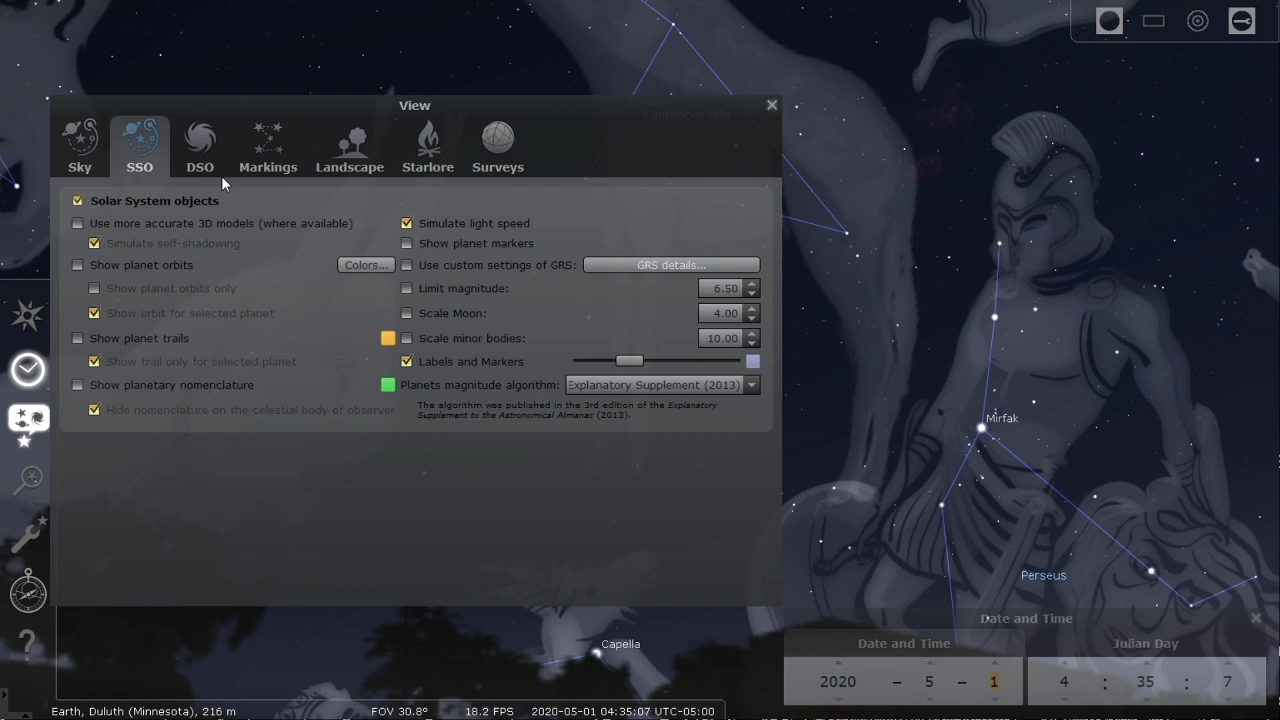 Camelopardalis
View
Sky SSO DSO Markings Landscape Starlore Surveys
Solar System objects
Use more accurate 3D models (where available)
Simulate self-shadowing
Show planet orbits Colors...
Show planet orbits only
Show orbit for selected planet
Show planet trails
Show trail only for selected planet
Show planetary nomenclature
Hide nomenclature on the celestial body of observer
Simulate light speed
Show planet markers
Use custom settings of GRS: GRS details...
Limit magnitude: 6.50
Scale Moon: 4.00
Scale minor bodies: 10.00
Labels and Markers
Planets magnitude algorithm: Explanatory Supplement (2013)
The algorithm was published in the 3rd edition of the Explanatory
Supplement to the Astronomical Almanac (2013).
Mirfak
Perseus
Capella
Date and Time
Date and Time Julian Day
2020 - 5 - 1 4 : 35 : 7
Earth, Duluth (Minnesota), 216 m FOV 30.8° 18.2 FPS 2020-05-01 04:35:07 UTC-05:00